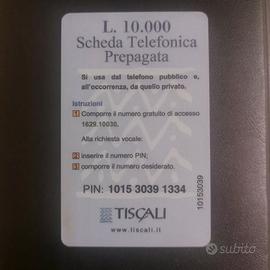 L. 10.000
Scheda Telefonica
Prepagata
Si usa dal telefono pubblico e,
all'occorrenza, da quello privato.
Istruzioni
1 Comporre il numero gratuito di accesso
1629.10030.
Alla richiesta vocale:
2 inserire il numero PIN;
3 comporre il numero desiderato.
PIN: 1015 3039 1334
10153039
TISCALI
www.tiscali.it
subito